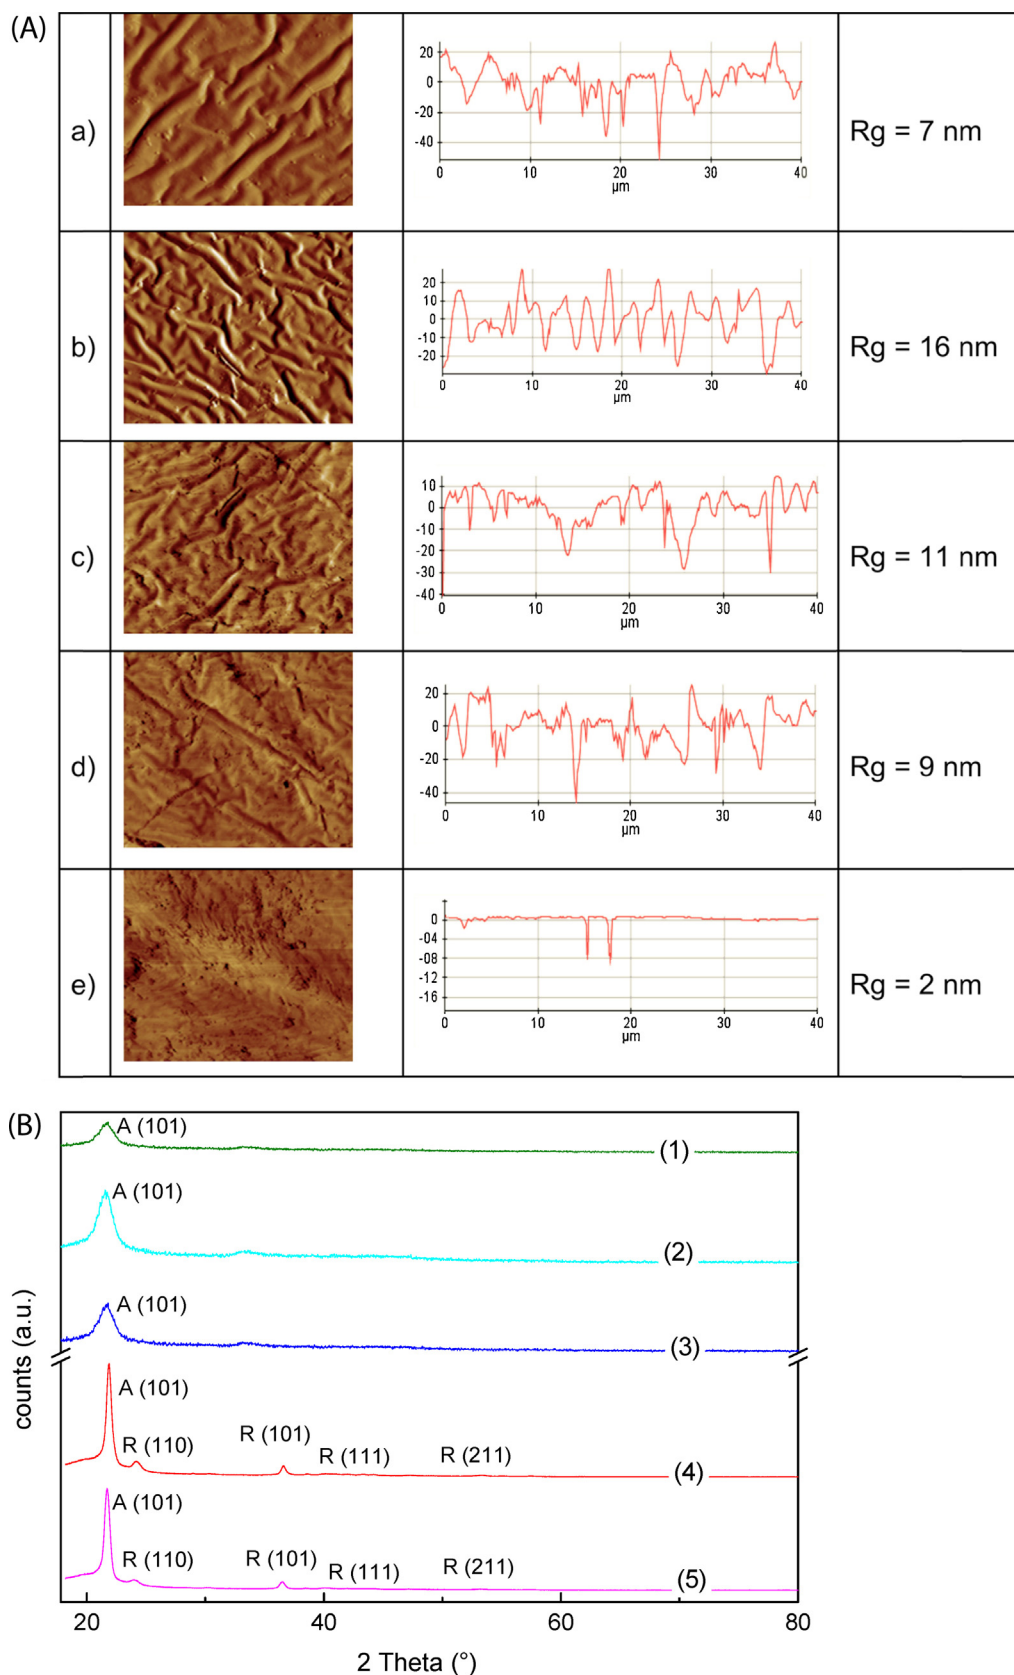 (A)
a)
20
0
-20
-40
0 10 20 30 40
µm
Rg = 7 nm
b)
20
10
0
-10
-20
0 10 20 30 40
µm
Rg = 16 nm
c)
10
0
-10
-20
-30
-40
0 10 20 30 40
µm
Rg = 11 nm
d)
20
0
-20
-40
0 10 20 30 40
µm
Rg = 9 nm
e)
0
-04
-08
-12
-16
0 10 20 30 40
µm
Rg = 2 nm
(B)
counts (a.u.)
A (101)
(1)
A (101)
(2)
A (101)
(3)
A (101)
R (110) R (101) R (111) R (211)
(4)
A (101)
R (110) R (101) R (111) R (211)
(5)
20 40 60 80
2 Theta (°)